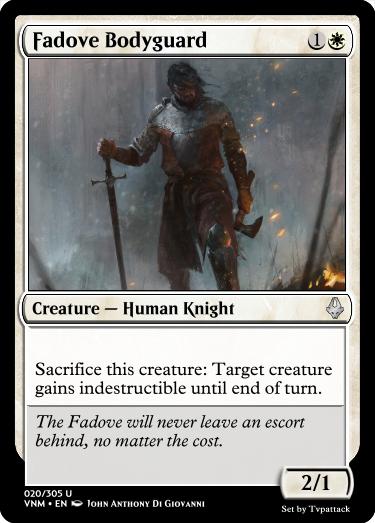 Fadove Bodyguard 1
Creature — Human Knight
Sacrifice this creature: Target creature
gains indestructible until end of turn.
The Fadove will never leave an escort
behind, no matter the cost.
2/1
020/305 U
VNM • EN John Anthony Di Giovanni
Set by Tvpattack